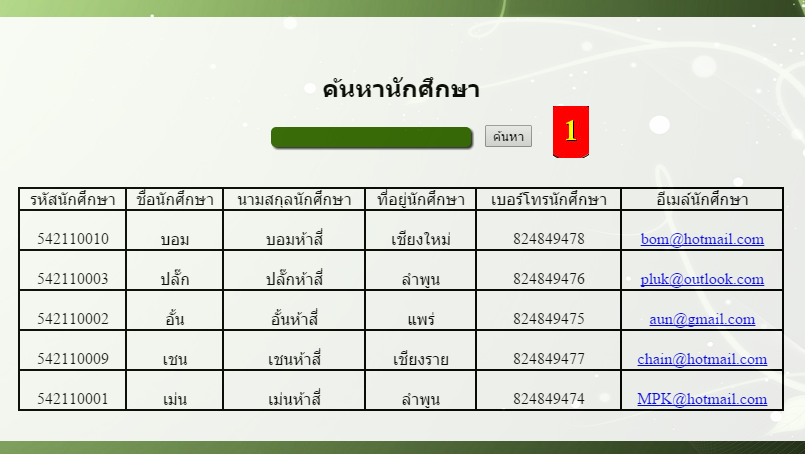 ค้นหานักศึกษา
ค้นหา 1
รหัสนักศึกษา ชื่อนักศึกษา นามสกุลนักศึกษา ที่อยู่นักศึกษา เบอร์โทรนักศึกษา อีเมล์นักศึกษา
542110010 บอม บอมห้าสี่ เชียงใหม่ 824849478 bom@hotmail.com
542110003 ปลั๊ก ปลั๊กห้าสี่ ลำพูน 824849476 pluk@outlook.com
542110002 อั้น อั้นห้าสี่ แพร่ 824849475 aun@gmail.com
542110009 เชน เชนห้าสี่ เชียงราย 824849477 chain@hotmail.com
542110001 เม่น เม่นห้าสี่ ลำพูน 824849474 MPK@hotmail.com